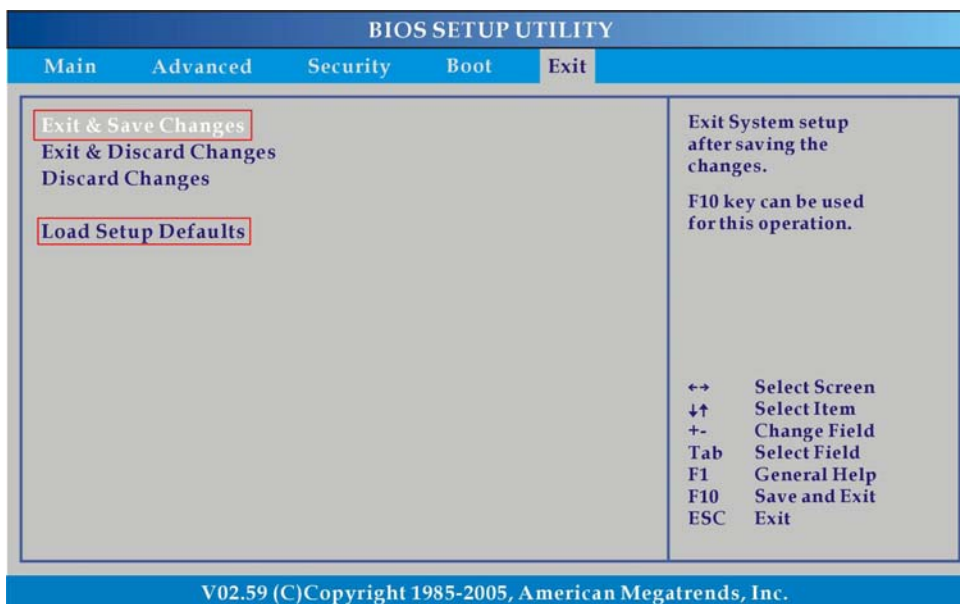 BIOS SETUP UTILITY
Main Advanced Security Boot Exit
Exit & Save Changes
Exit & Discard Changes
Discard Changes
Load Setup Defaults
Exit System setup
after saving the
changes.
F10 key can be used
for this operation.
←→ Select Screen
↓↑ Select Item
+- Change Field
Tab Select Field
F1 General Help
F10 Save and Exit
ESC Exit
V02.59 (C)Copyright 1985-2005, American Megatrends, Inc.